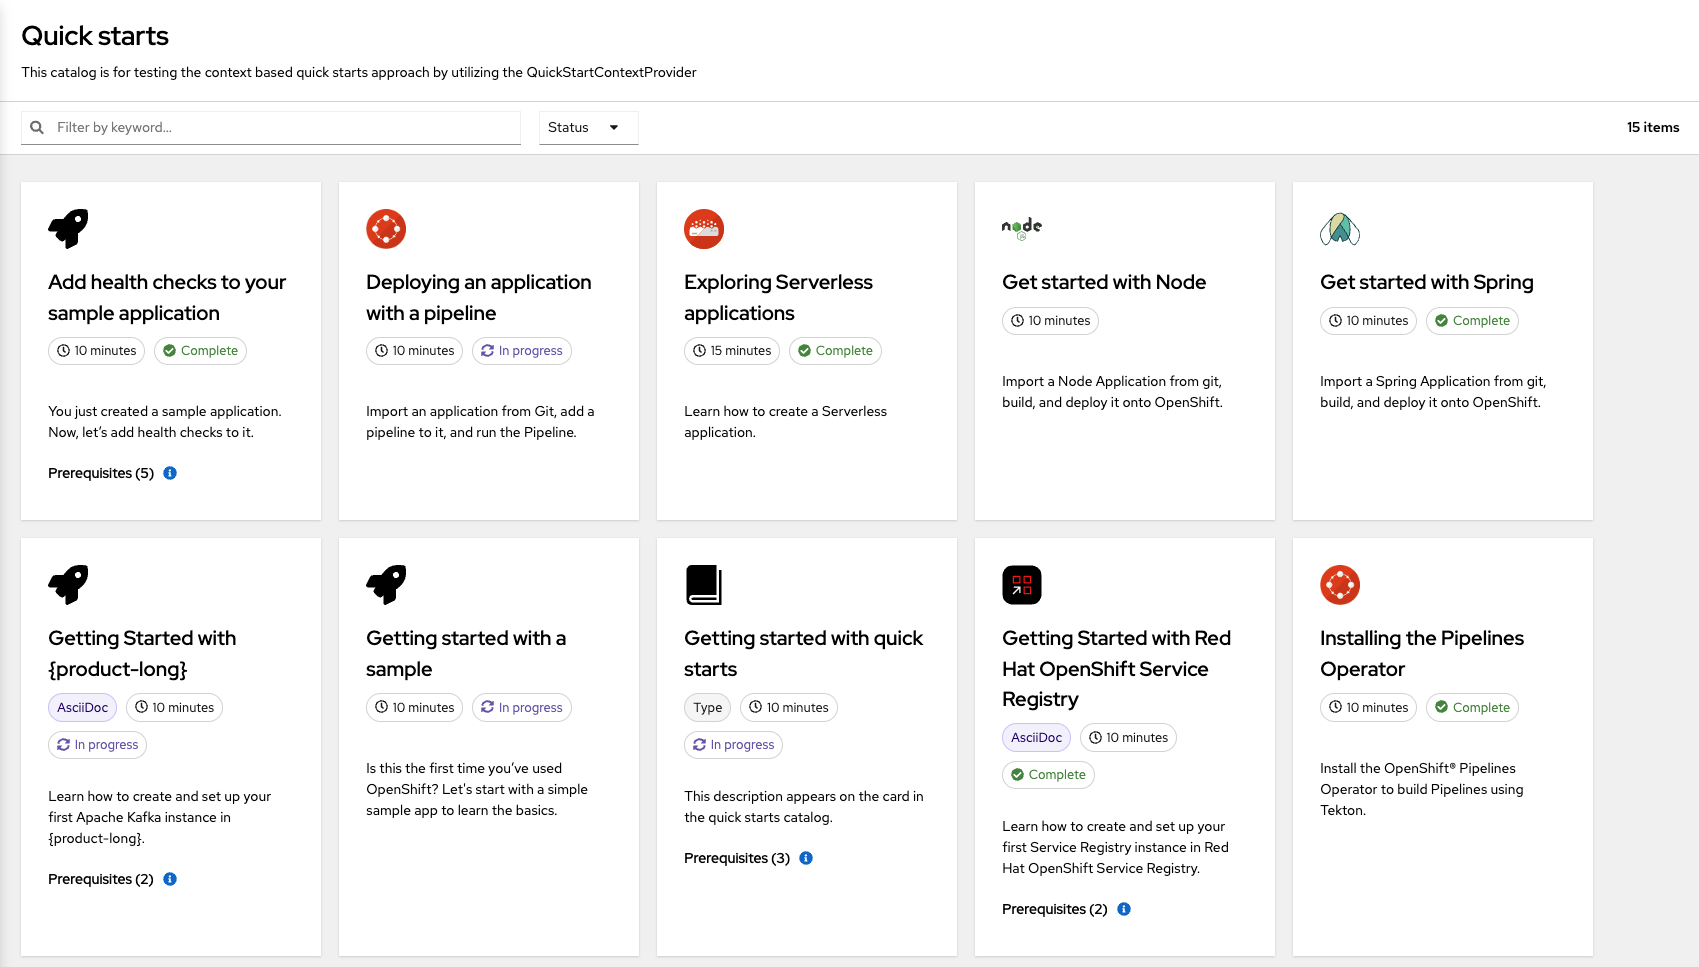 Quick starts
This catalog is for testing the context based quick starts approach by utilizing the QuickStartContextProvider
Filter by keyword...
Status
15 items
Add health checks to your
sample application
10 minutes
Complete
You just created a sample application.
Now, let’s add health checks to it.
Prerequisites (5)
Deploying an application
with a pipeline
10 minutes
In progress
Import an application from Git, add a
pipeline to it, and run the Pipeline.
Exploring Serverless
applications
15 minutes
Complete
Learn how to create a Serverless
application.
node
Get started with Node
10 minutes
Import a Node Application from git,
build, and deploy it onto OpenShift.
Get started with Spring
10 minutes
Complete
Import a Spring Application from git,
build, and deploy it onto OpenShift.
Getting Started with
{product-long}
AsciiDoc
10 minutes
In progress
Learn how to create and set up your
first Apache Kafka instance in
{product-long}.
Prerequisites (2)
Getting started with a
sample
10 minutes
In progress
Is this the first time you’ve used
OpenShift? Let's start with a simple
sample app to learn the basics.
Getting started with quick
starts
Type
10 minutes
In progress
This description appears on the card in
the quick starts catalog.
Prerequisites (3)
Getting Started with Red
Hat OpenShift Service
Registry
AsciiDoc
10 minutes
Complete
Learn how to create and set up your
first Service Registry instance in Red
Hat OpenShift Service Registry.
Prerequisites (2)
Installing the Pipelines
Operator
10 minutes
Complete
Install the OpenShift® Pipelines
Operator to build Pipelines using
Tekton.